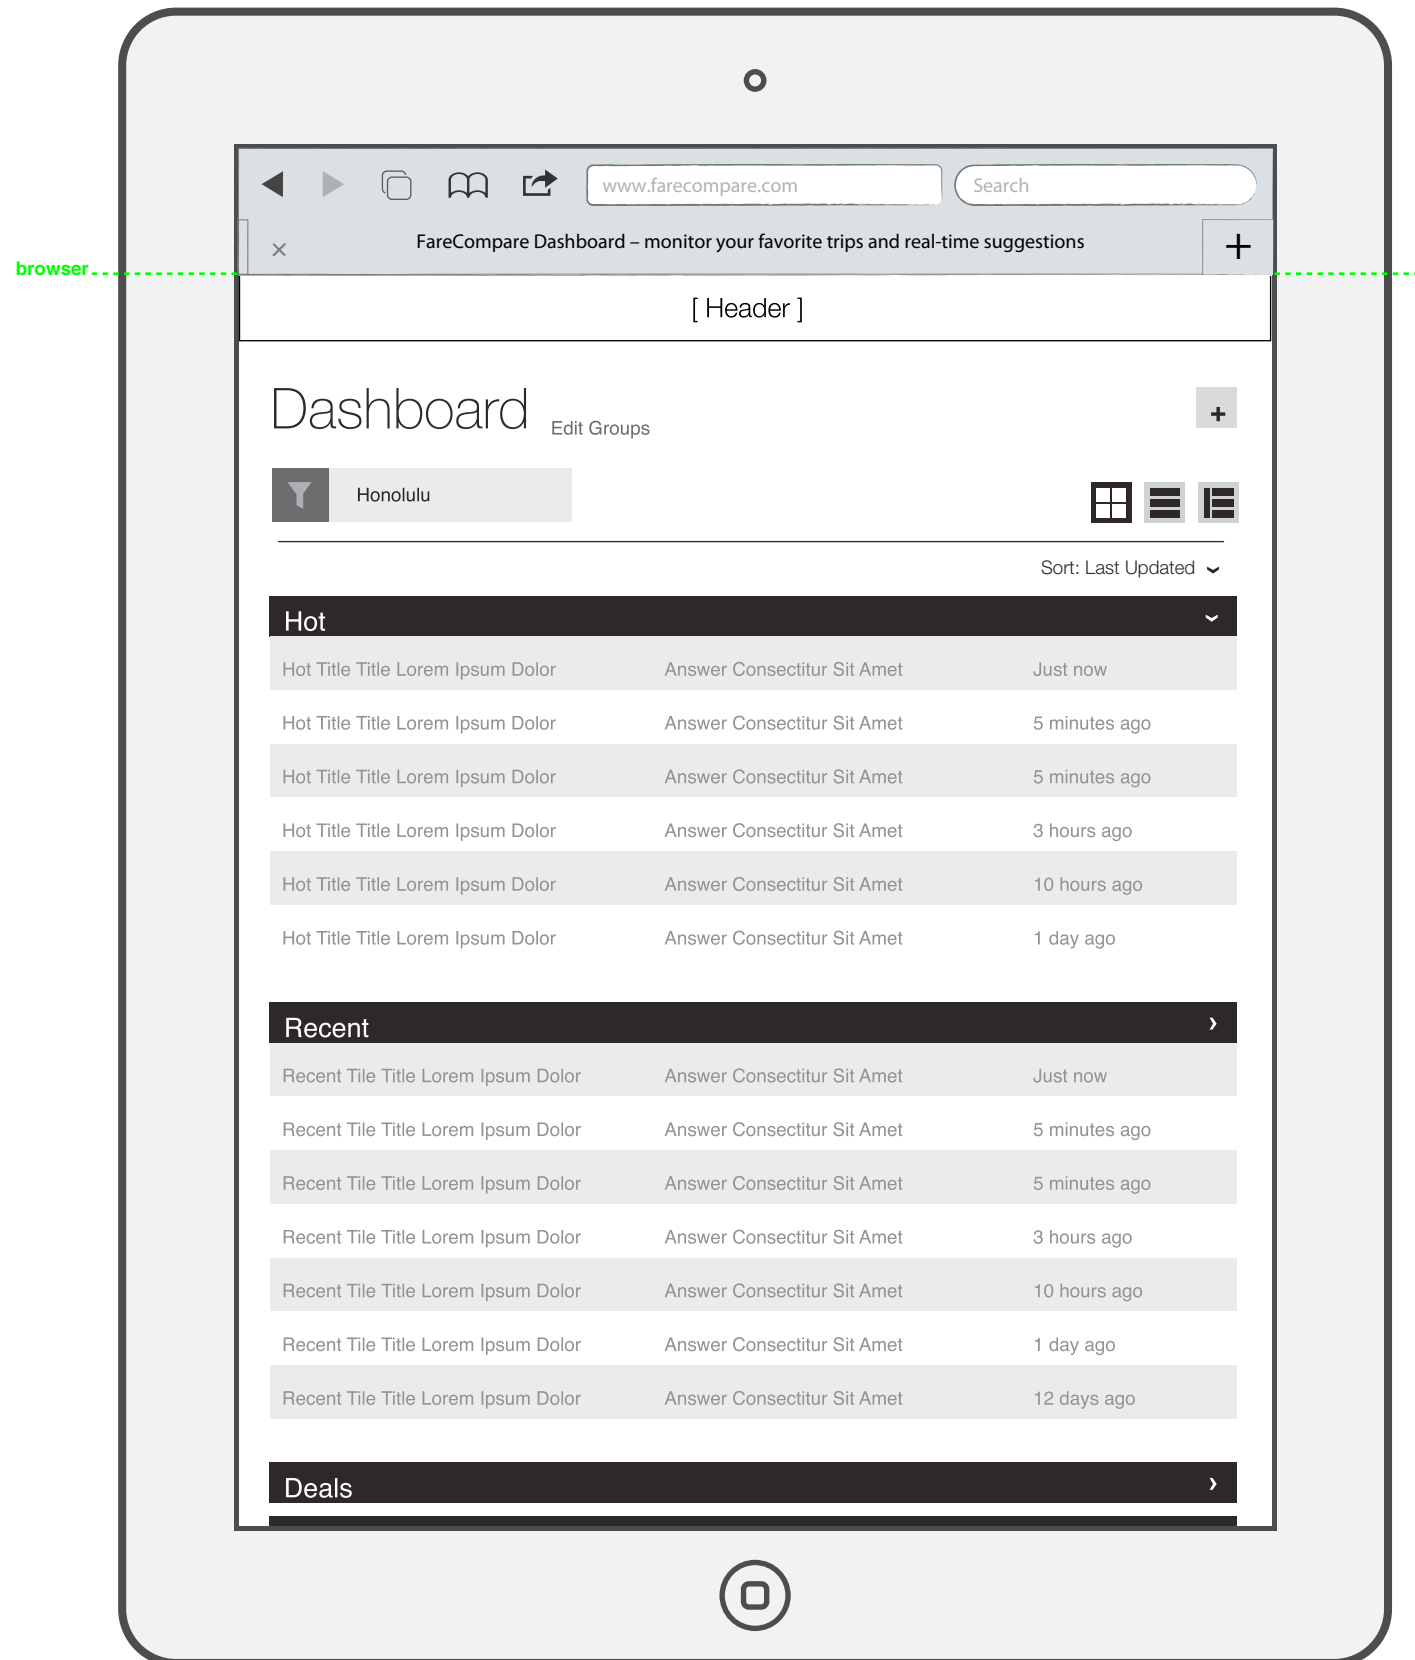 www.farecompare.com Search
FareCompare Dashboard – monitor your favorite trips and real-time suggestions
browser
[ Header ]
Dashboard Edit Groups
Honolulu
Sort: Last Updated
Hot
Hot Title Title Lorem Ipsum Dolor Answer Consectitur Sit Amet Just now
Hot Title Title Lorem Ipsum Dolor Answer Consectitur Sit Amet 5 minutes ago
Hot Title Title Lorem Ipsum Dolor Answer Consectitur Sit Amet 5 minutes ago
Hot Title Title Lorem Ipsum Dolor Answer Consectitur Sit Amet 3 hours ago
Hot Title Title Lorem Ipsum Dolor Answer Consectitur Sit Amet 10 hours ago
Hot Title Title Lorem Ipsum Dolor Answer Consectitur Sit Amet 1 day ago
Recent
Recent Tile Title Lorem Ipsum Dolor Answer Consectitur Sit Amet Just now
Recent Tile Title Lorem Ipsum Dolor Answer Consectitur Sit Amet 5 minutes ago
Recent Tile Title Lorem Ipsum Dolor Answer Consectitur Sit Amet 5 minutes ago
Recent Tile Title Lorem Ipsum Dolor Answer Consectitur Sit Amet 3 hours ago
Recent Tile Title Lorem Ipsum Dolor Answer Consectitur Sit Amet 10 hours ago
Recent Tile Title Lorem Ipsum Dolor Answer Consectitur Sit Amet 1 day ago
Recent Tile Title Lorem Ipsum Dolor Answer Consectitur Sit Amet 12 days ago
Deals